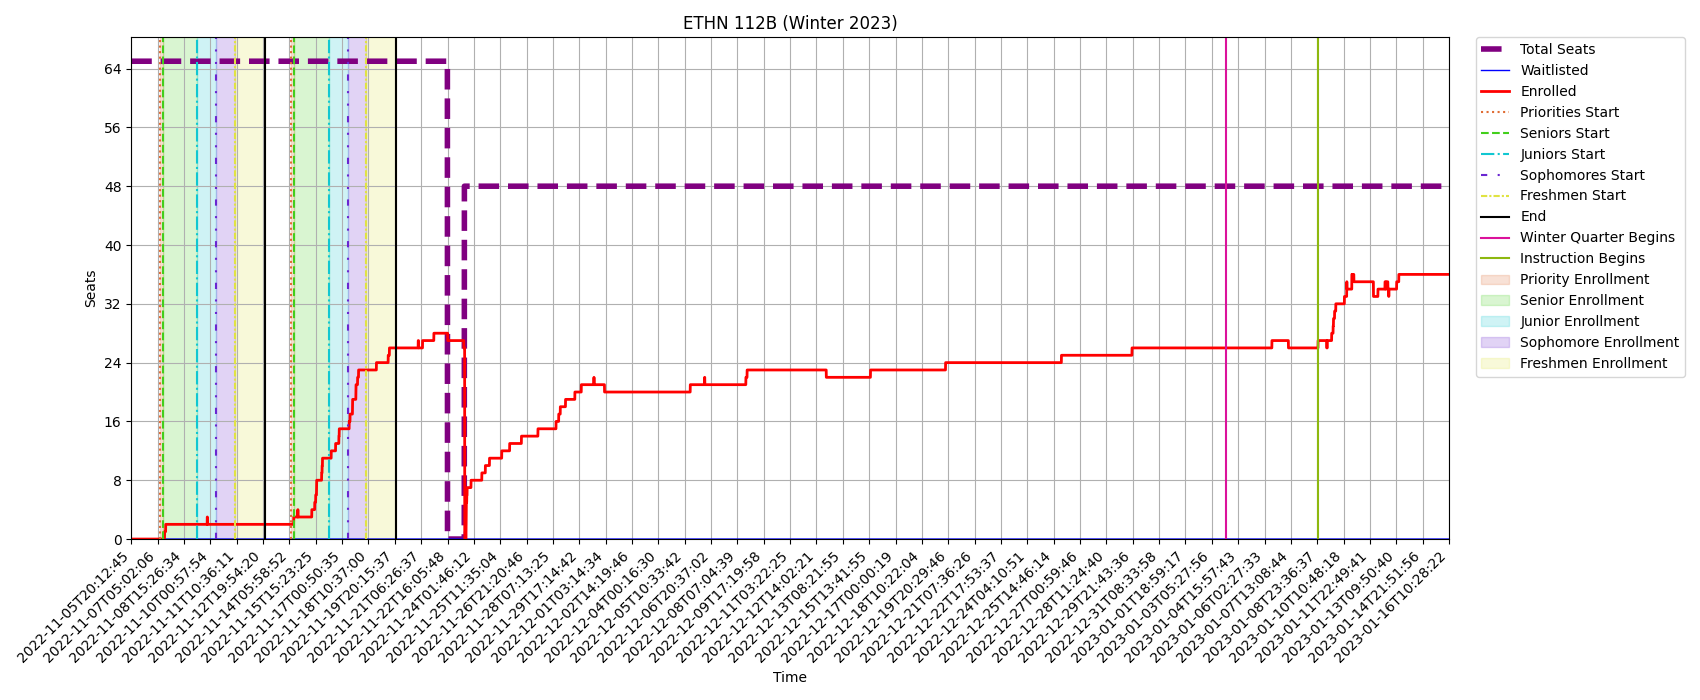 ETHN 112B (Winter 2023)
Seats
64
56
48
40
32
24
16
8
0
2022-11-05T20:12:45
2022-11-07T05:02:06
2022-11-08T15:26:34
2022-11-10T00:57:54
2022-11-11T10:36:11
2022-11-12T19:54:20
2022-11-14T05:58:52
2022-11-15T15:23:25
2022-11-17T00:50:35
2022-11-18T10:37:00
2022-11-19T20:15:37
2022-11-21T06:26:37
2022-11-22T16:05:48
2022-11-24T01:46:12
2022-11-25T11:35:04
2022-11-26T21:20:46
2022-11-28T07:13:25
2022-11-29T17:14:42
2022-12-01T03:14:34
2022-12-02T14:19:46
2022-12-04T00:16:30
2022-12-05T10:33:42
2022-12-06T20:37:02
2022-12-08T07:04:39
2022-12-09T17:19:58
2022-12-11T03:22:25
2022-12-12T14:02:21
2022-12-13T08:21:55
2022-12-15T13:41:55
2022-12-17T00:00:19
2022-12-18T10:22:04
2022-12-19T20:29:46
2022-12-21T07:36:26
2022-12-22T17:53:37
2022-12-24T04:10:51
2022-12-25T14:46:14
2022-12-27T00:59:46
2022-12-28T11:24:40
2022-12-29T21:43:36
2022-12-31T08:33:58
2023-01-01T18:59:17
2023-01-03T05:27:56
2023-01-04T15:57:43
2023-01-06T02:27:33
2023-01-07T13:08:44
2023-01-08T23:36:37
2023-01-10T10:48:18
2023-01-11T22:49:41
2023-01-13T09:50:40
2023-01-14T21:51:56
2023-01-16T10:28:22
Time
Total Seats
Waitlisted
Enrolled
Priorities Start
Seniors Start
Juniors Start
Sophomores Start
Freshmen Start
End
Winter Quarter Begins
Instruction Begins
Priority Enrollment
Senior Enrollment
Junior Enrollment
Sophomore Enrollment
Freshmen Enrollment